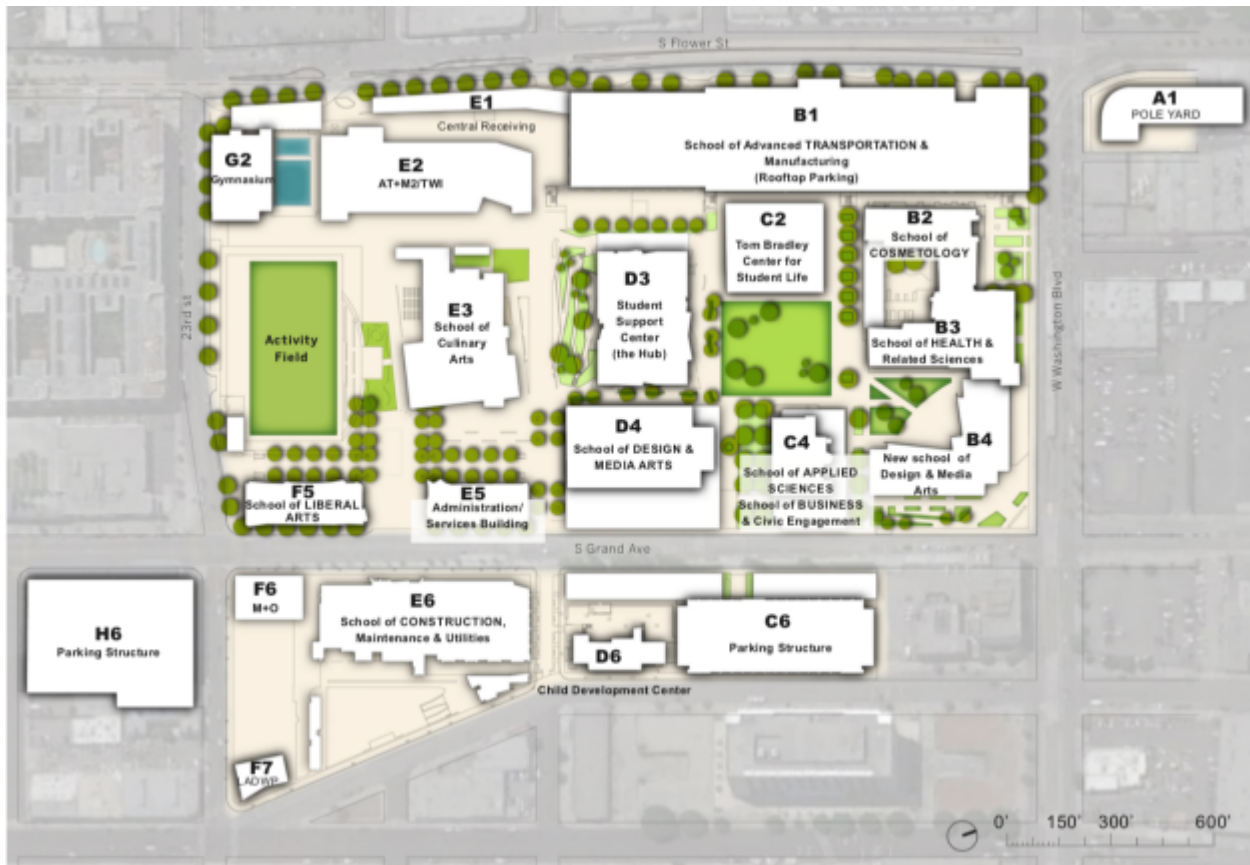 S Flower St
A1
POLE YARD
E1
Central Receiving
B1
School of Advanced TRANSPORTATION &
Manufacturing
(Rooftop Parking)
G2
Gymnasium
E2
AT+M2/TWI
C2
Tom Bradley
Center for
Student Life
B2
School of
COSMETOLOGY
D3
Student
Support
Center
(the Hub)
E3
School of
Culinary
Arts
B3
School of HEALTH &
Related Sciences
23rd st
Activity
Field
W Washington Blvd
D4
School of DESIGN &
MEDIA ARTS
C4
School of APPLIED
SCIENCES
School of BUSINESS
& Civic Engagement
B4
New school of
Design & Media
Arts
F5
School of LIBERAL
ARTS
E5
Administration/
Services Building
S Grand Ave
F6
M+O
E6
School of CONSTRUCTION,
Maintenance & Utilities
H6
Parking Structure
D6
Child Development Center
C6
Parking Structure
F7
LADWP
0' 150' 300' 600'